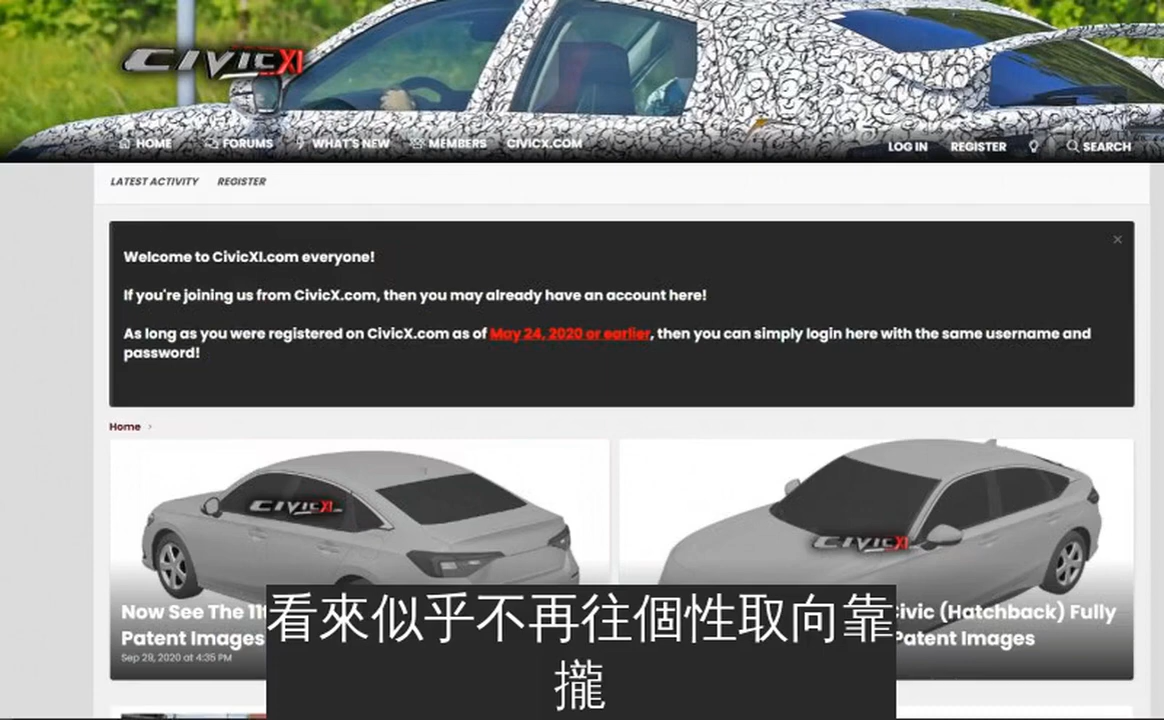 CIVIC XI
HOME FORUMS WHAT'S NEW MEMBERS CIVICX.COM LOG IN REGISTER SEARCH
LATEST ACTIVITY REGISTER
Welcome to CivicXI.com everyone!
If you're joining us from CivicX.com, then you may already have an account here!
As long as you were registered on CivicX.com as of May 24, 2020 or earlier, then you can simply login here with the same username and
password!
Home
CIVIC XI
CIVIC XI
Now See The 11t
Patent Images
Sep 28, 2020 at 4:35 PM
Civic (Hatchback) Fully
Patent Images
看來似乎不再往個性取向靠
攏